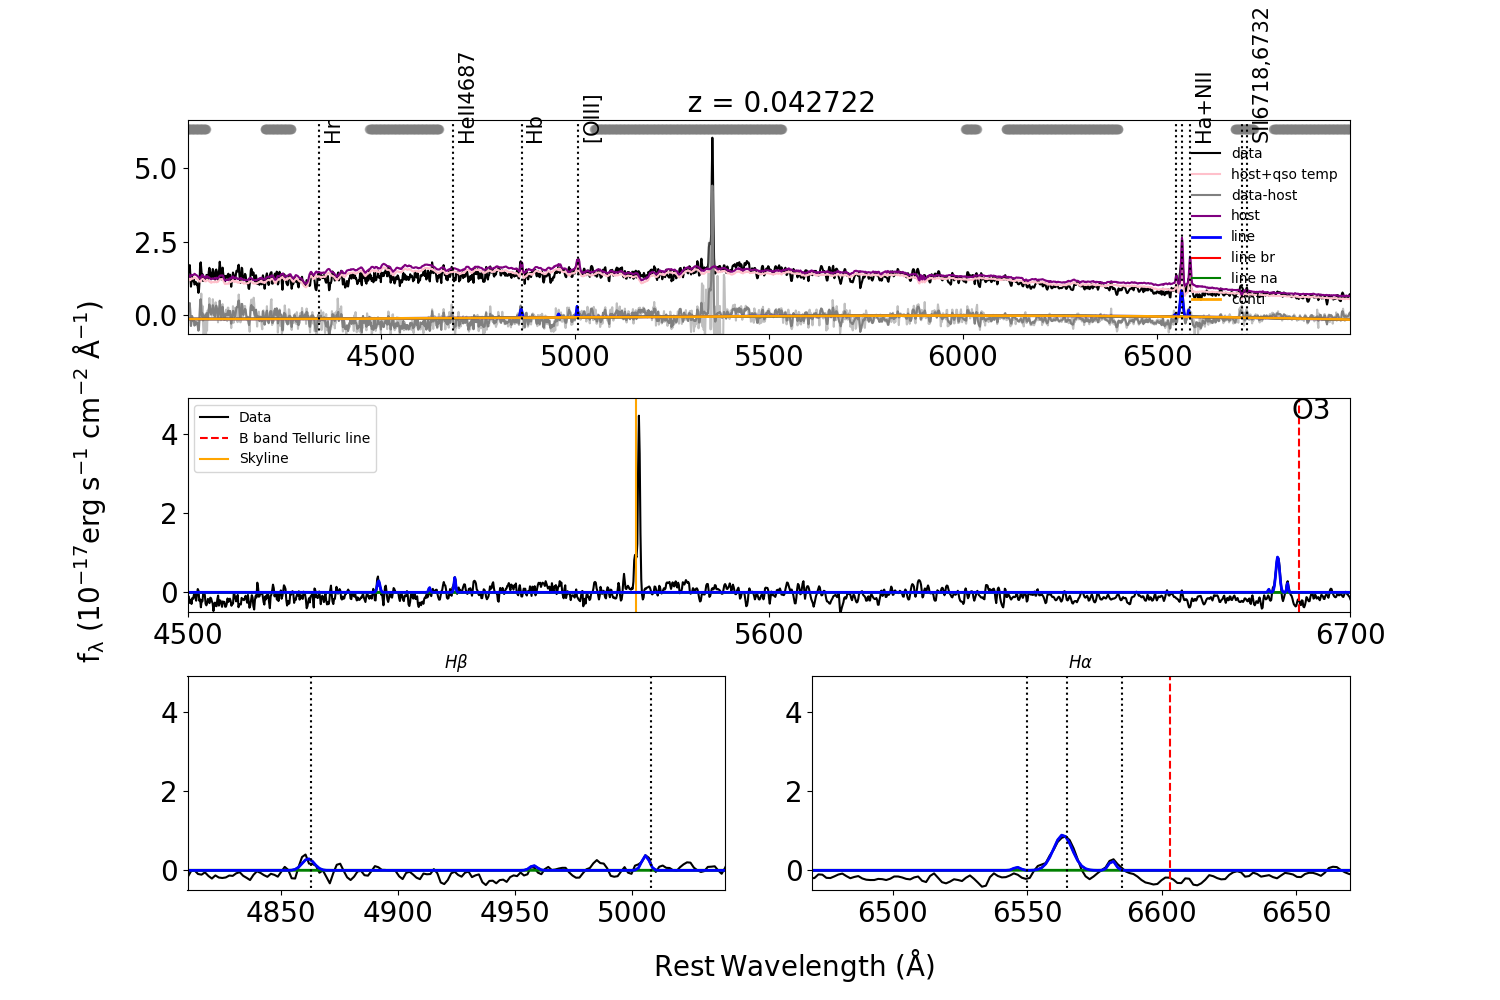 z = 0.042722
Hr
HeII4687
Hb
[OIII]
Ha+NII
SII6718,6732
5.0
2.5
0.0
data
host+qso temp
data-host
host
line
line br
line na
conti
4500
5000
5500
6000
6500
fλ (10−17erg s−1 cm−2 Å−1)
Data
B band Telluric line
Skyline
O3
4
2
0
4500
5600
6700
Hβ
4
2
0
4850
4900
4950
5000
Hα
4
2
0
6500
6550
6600
6650
Rest Wavelength (Å)